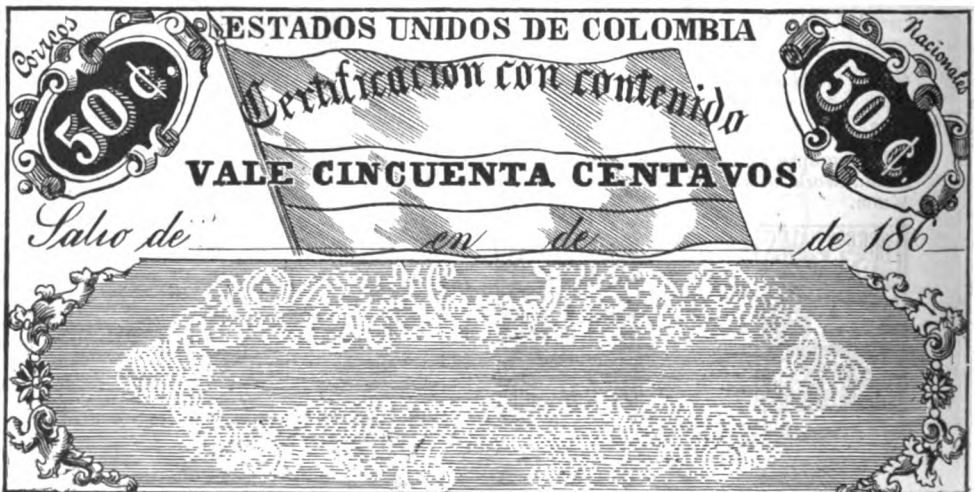 ESTADOS UNIDOS DE COLOMBIA
Correos
Nacionales
50 ¢
50 ¢
Certificacion con contenido
VALE CINCUENTA CENTAVOS
Salio de en de de 186